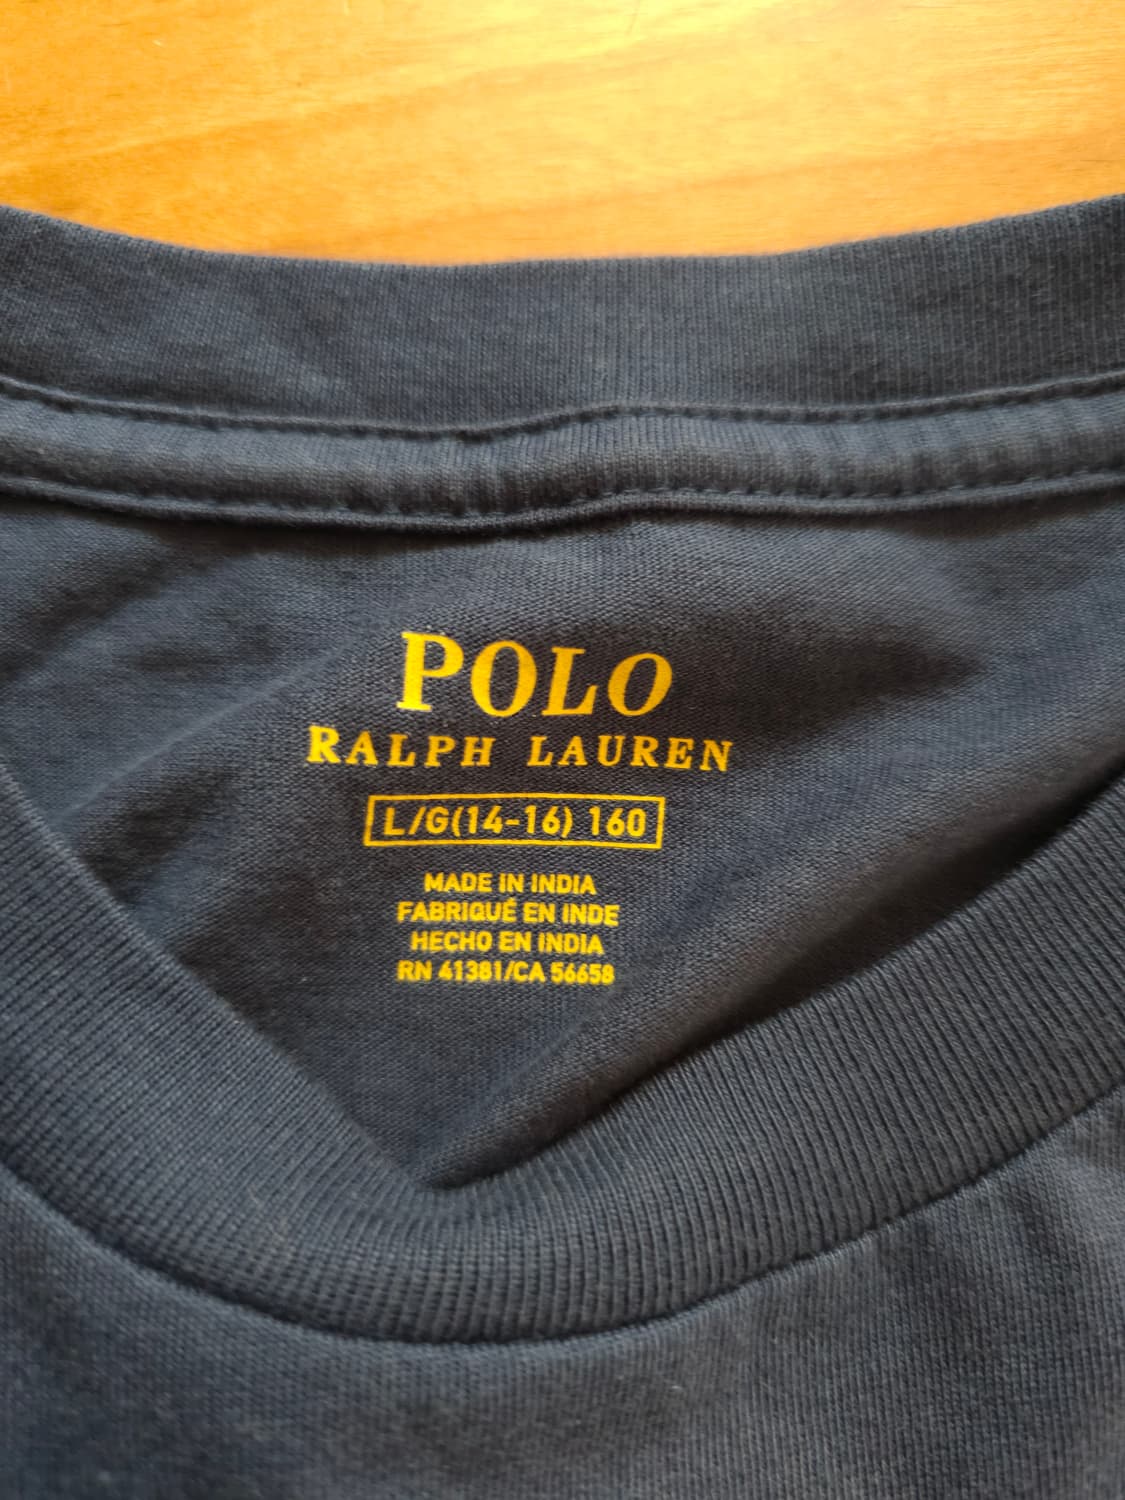 POLO
RALPH LAUREN
L/G(14-16) 160
MADE IN INDIA
FABRIQUÉ EN INDE
HECHO EN INDIA
RN 41381/CA 56658